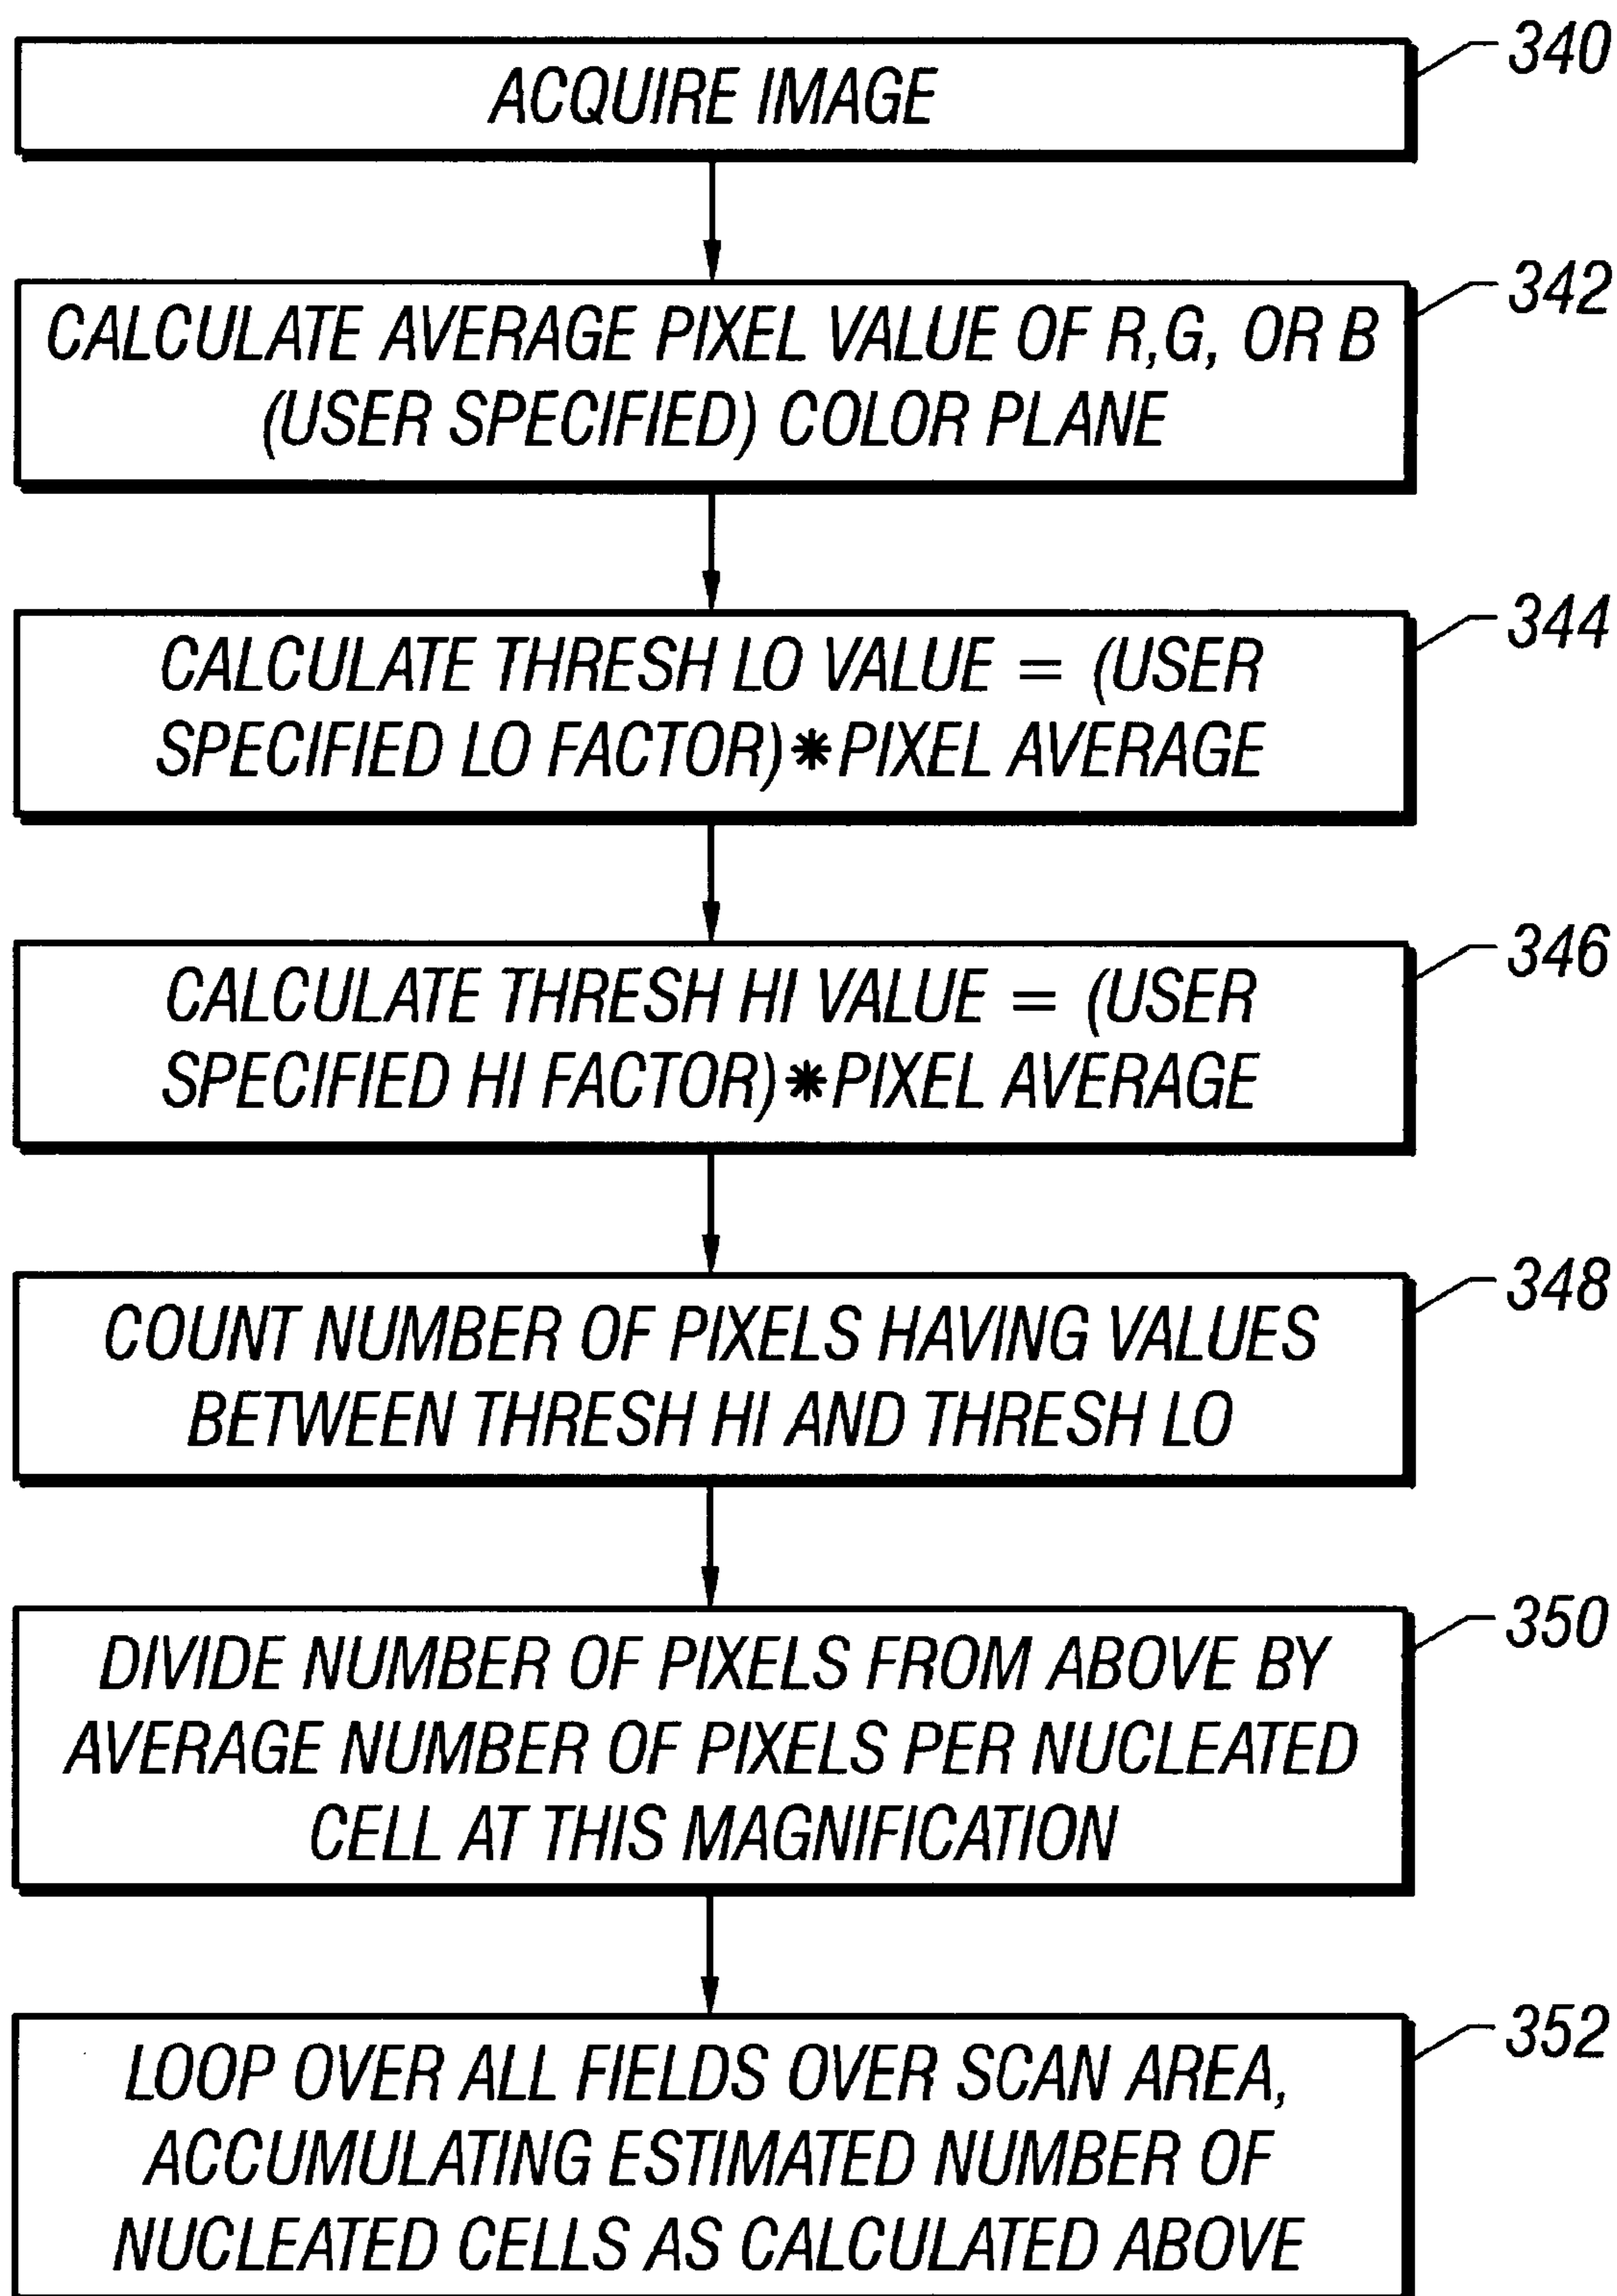 340
ACQUIRE IMAGE
342
CALCULATE AVERAGE PIXEL VALUE OF R,G, OR B
(USER SPECIFIED) COLOR PLANE
344
CALCULATE THRESH LO VALUE = (USER
SPECIFIED LO FACTOR)*PIXEL AVERAGE
346
CALCULATE THRESH HI VALUE = (USER
SPECIFIED HI FACTOR)*PIXEL AVERAGE
348
COUNT NUMBER OF PIXELS HAVING VALUES
BETWEEN THRESH HI AND THRESH LO
350
DIVIDE NUMBER OF PIXELS FROM ABOVE BY
AVERAGE NUMBER OF PIXELS PER NUCLEATED
CELL AT THIS MAGNIFICATION
352
LOOP OVER ALL FIELDS OVER SCAN AREA,
ACCUMULATING ESTIMATED NUMBER OF
NUCLEATED CELLS AS CALCULATED ABOVE